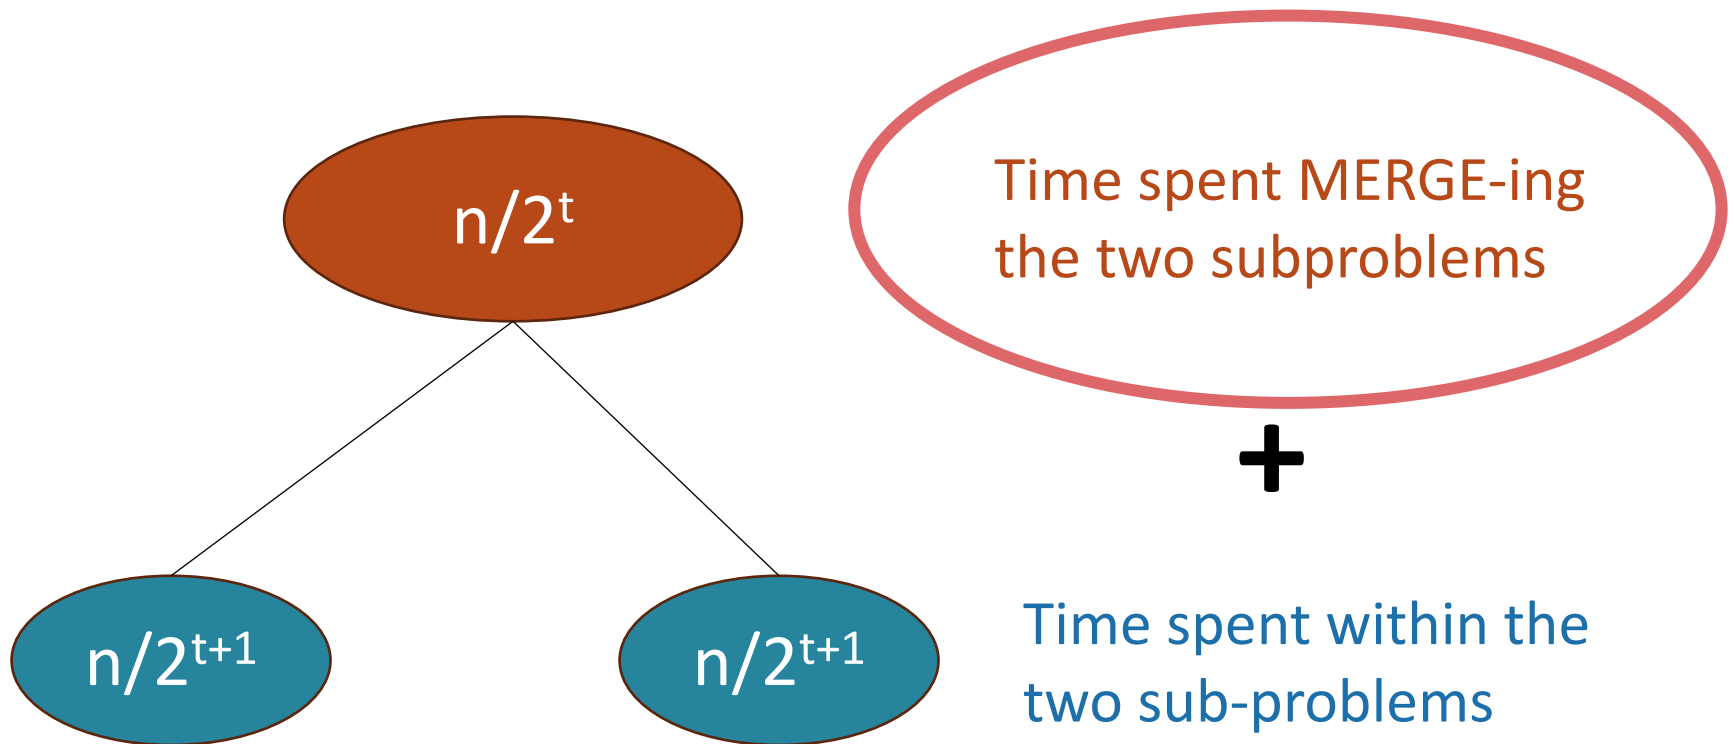 n/2ᵗ
Time spent MERGE-ing
the two subproblems
+
n/2ᵗ⁺¹
n/2ᵗ⁺¹
Time spent within the
two sub-problems